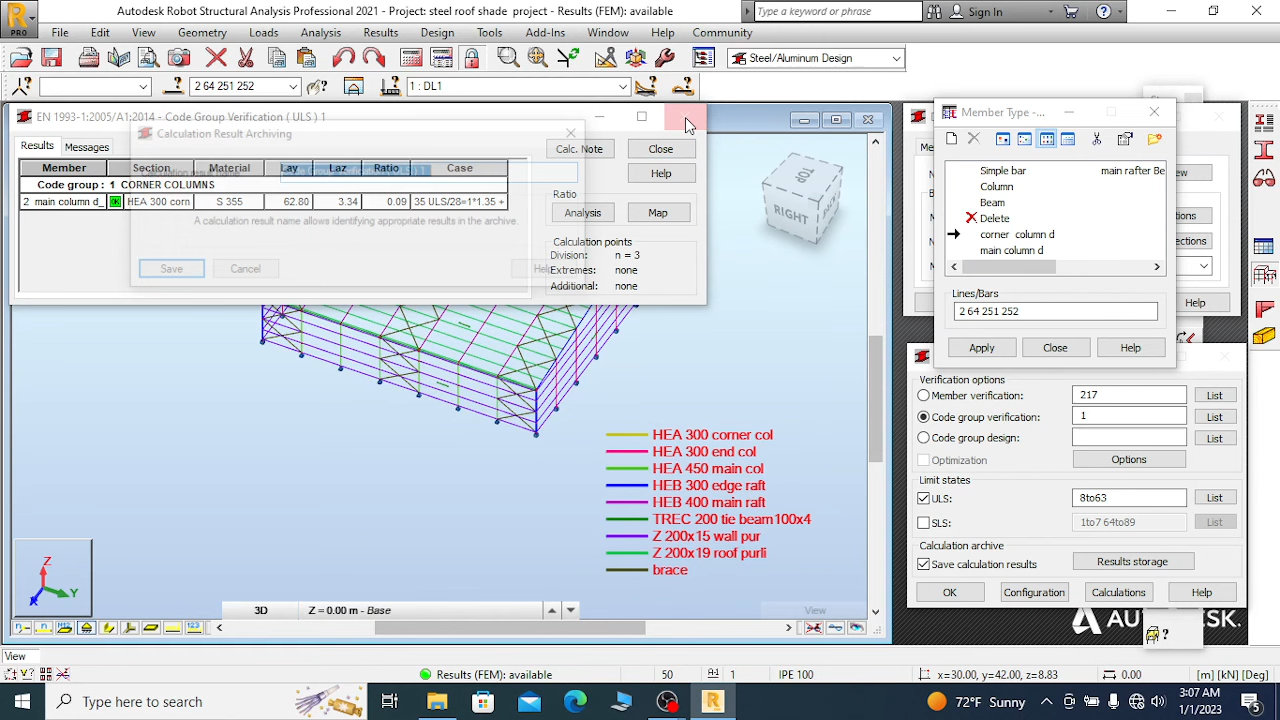 Autodesk Robot Structural Analysis Professional 2021 - Project: steel roof shade  project - Results (FEM): available
Type a keyword or phrase
Sign In
PRO
File Edit View Geometry Loads Analysis Results Design Tools Add-Ins Window Help Community
Steel/Aluminum Design
2 64 251 252
1 : DL1
EN 1993-1:2005/A1:2014 - Code Group Verification ( ULS ) 1
Calculation Result Archiving
Results Messages
Member Section Material Lay Laz Ratio Case
Code group : 1 CORNER COLUMNS
2 main column d_ OK HEA 300 corn S 355 62.80 3.34 0.09 35 ULS/28=1*1.35 +
A calculation result name allows identifying appropriate results in the archive.
Save Cancel Help
Calc. Note Close
Help
Ratio
Analysis Map
Calculation points
Division: n = 3
Extremes: none
Additional: none
TOP
RIGHT
HEA 300 corner col
HEA 300 end col
HEA 450 main col
HEB 300 edge raft
HEB 400 main raft
TREC 200 tie beam100x4
Z 200x15 wall pur
Z 200x19 roof purli
brace
Z
Y
X
3D Z = 0.00 m - Base
View
Member Type -...
Simple bar main rafter Be
Column
Beam
Delete
corner column d
main column d
Lines/Bars
2 64 251 252
Apply Close Help
Help
Verification options
Member verification: 217 List
Code group verification: 1 List
Code group design: List
Optimization Options
Limit states
ULS: 8to63 List
SLS: 1to7 64to89 List
Calculation archive
Save calculation results Results storage
OK Configuration Calculations Help
AUTODESK.
View
Results (FEM): available 50 1 IPE 100 x=30.00, y=42.00, z=8.83 0.00 [m] [kN] [Deg]
Type here to search
72°F Sunny
3:07 AM
1/1/2023
5